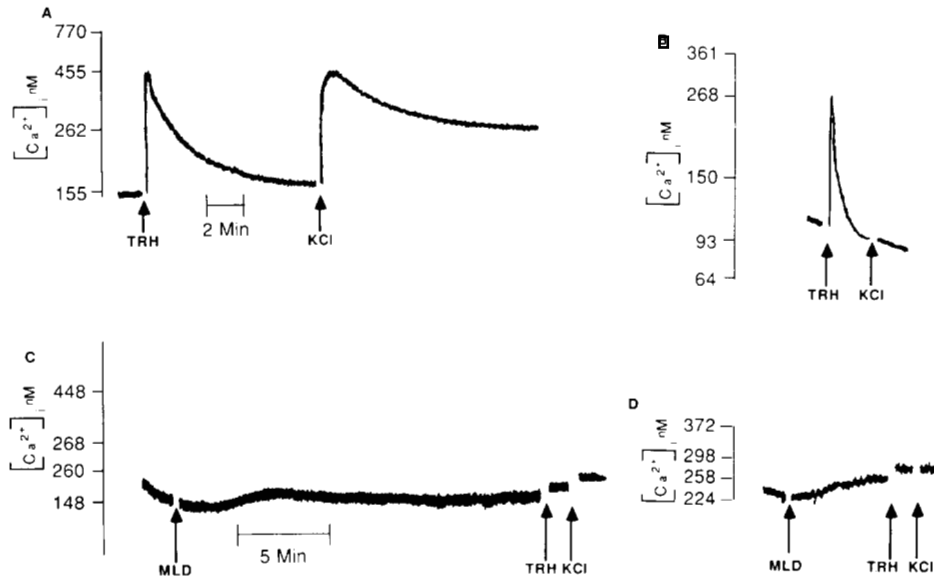 A
770
455
262
155
[Ca²⁺]i nM
2 Min
TRH
KCl
361
268
150
93
64
[Ca²⁺]i nM
TRH
KCl
C
448
268
260
148
[Ca²⁺]i nM
5 Min
MLD
TRH KCl
D
372
298
258
224
[Ca²⁺]i nM
MLD
TRH
KCl